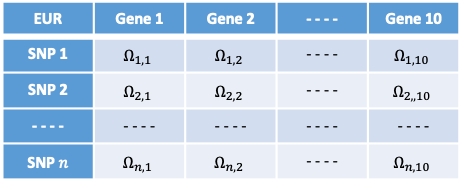 EUR Gene 1 Gene 2 - - - - Gene 10
SNP 1 Ω1,1 Ω1,2 - - - - Ω1,10
SNP 2 Ω2,1 Ω2,2 - - - - Ω2,,10
- - - - - - - - - - - - - - - - - - - -
SNP n Ωn,1 Ωn,2 - - - - Ωn,10